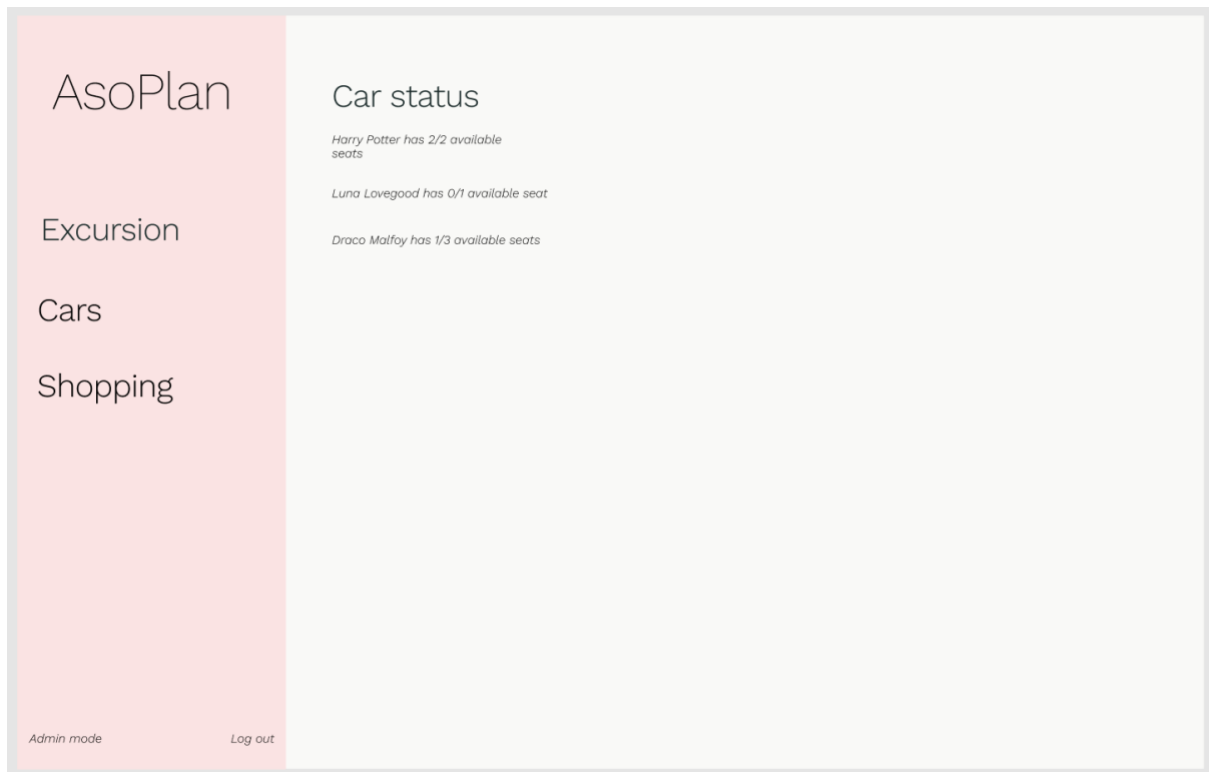 AsoPlan
Excursion
Cars
Shopping
Admin mode
Log out
Car status
Harry Potter has 2/2 available
seats
Luna Lovegood has 0/1 available seat
Draco Malfoy has 1/3 available seats